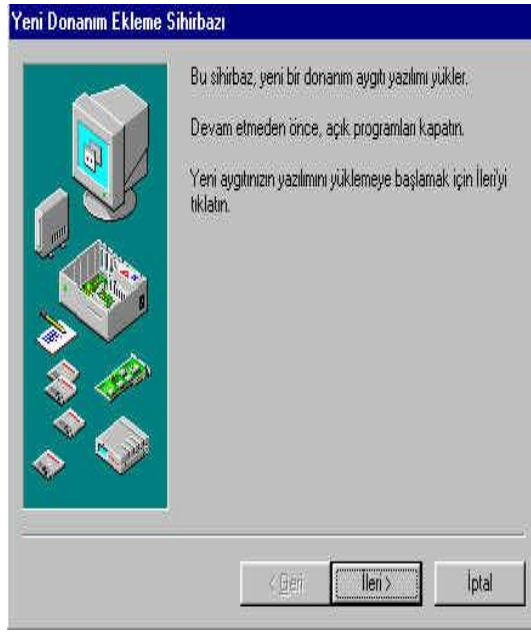 Yeni Donanım Ekleme Sihirbazı
Bu sihirbaz, yeni bir donanım aygıtı yazılımı yükler.
Devam etmeden önce, açık programları kapatın.
Yeni aygıtınızın yazılımını yüklemeye başlamak için İleri'yi
tıklatın.
< Geri
İleri >
İptal